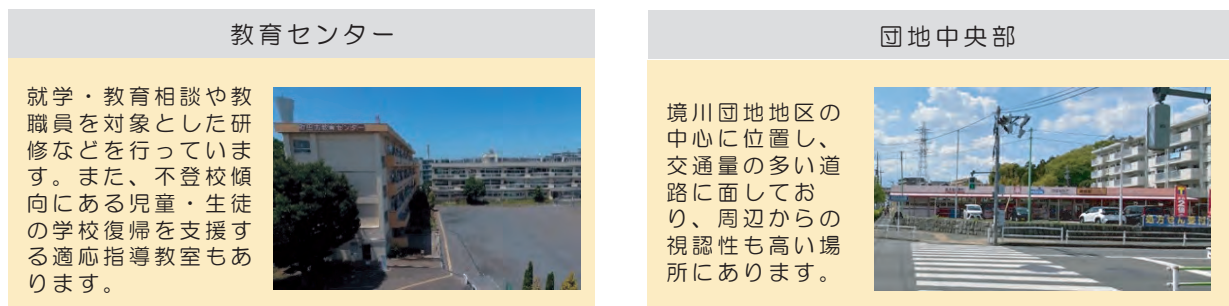 教育センター
就学・教育相談や教
職員を対象とした研
修などを行っていま
す。また、不登校傾
向にある児童・生徒
の学校復帰を支援す
る適応指導教室もあ
ります。
団地中央部
境川団地地区の
中心に位置し、
交通量の多い道
路に面してお
り、周辺からの
視認性も高い場
所にあります。